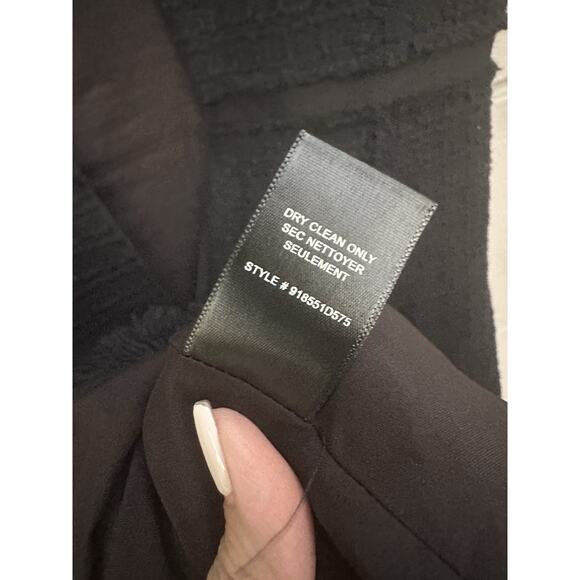 DRY CLEAN ONLY
SEC NETTOYER
SEULEMENT
STYLE # 918551D575